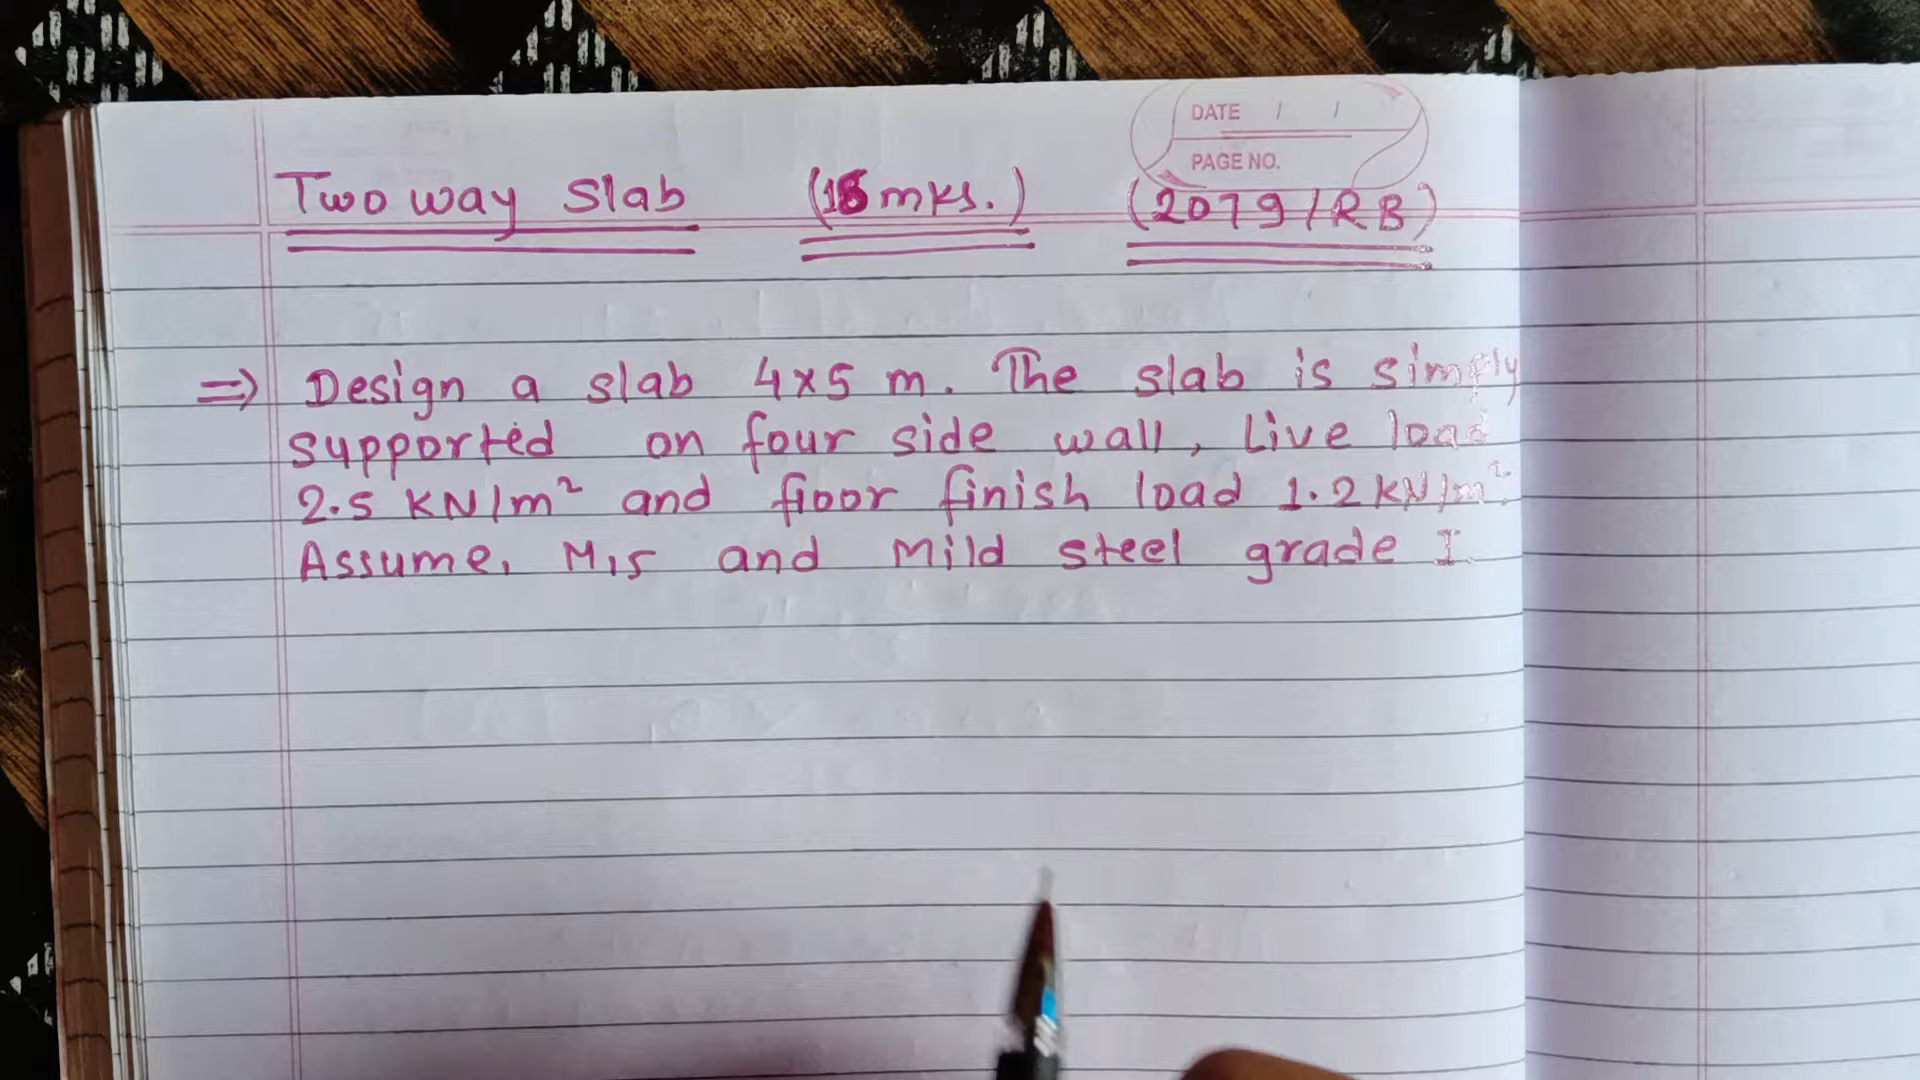 DATE / /
PAGE NO.
Two way Slab (15 mks.) (2079/RB)
=> Design a slab 4x5 m. The slab is simply
supported on four side wall, Live load
2.5 KN/m² and floor finish load 1.2 KN/m².
Assume, M15 and Mild steel grade I